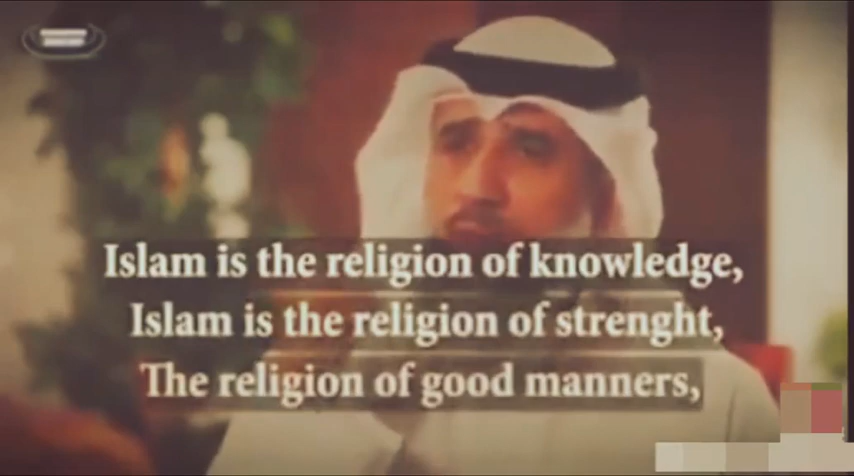 Islam is the religion of knowledge,
Islam is the religion of strenght,
The religion of good manners,